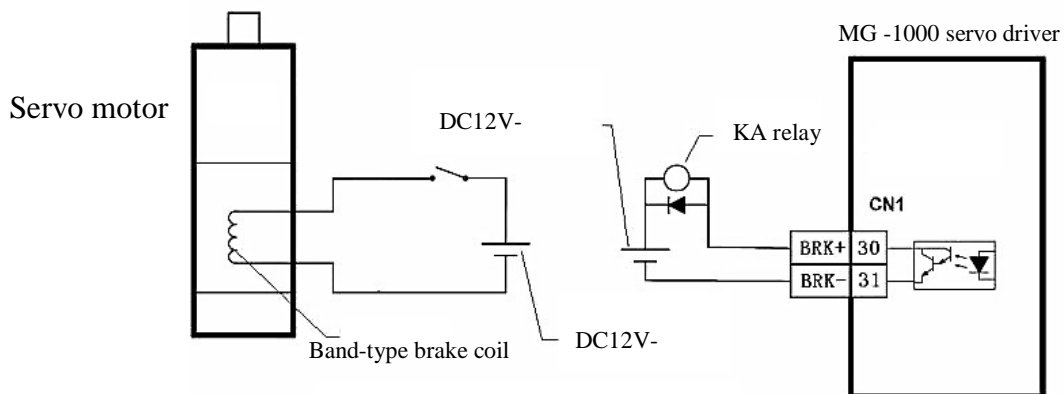 MG -1000 servo driver
Servo motor
DC12V-
KA relay
CN1
BRK+ 30
BRK- 31
DC12V-
Band-type brake coil